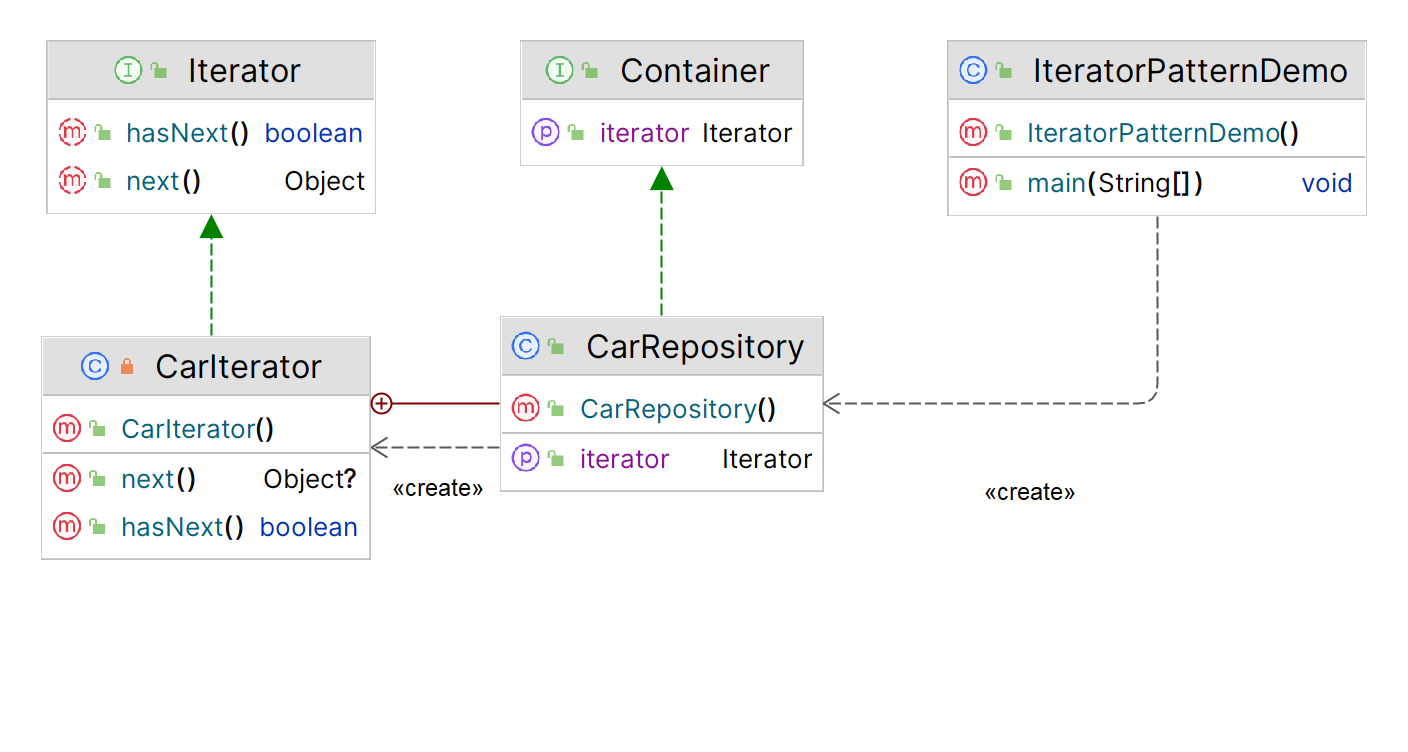 Iterator
hasNext() boolean
next() Object
Container
iterator Iterator
IteratorPatternDemo
IteratorPatternDemo()
main(String[]) void
CarIterator
CarIterator()
next() Object?
hasNext() boolean
CarRepository
CarRepository()
iterator Iterator
«create»
«create»